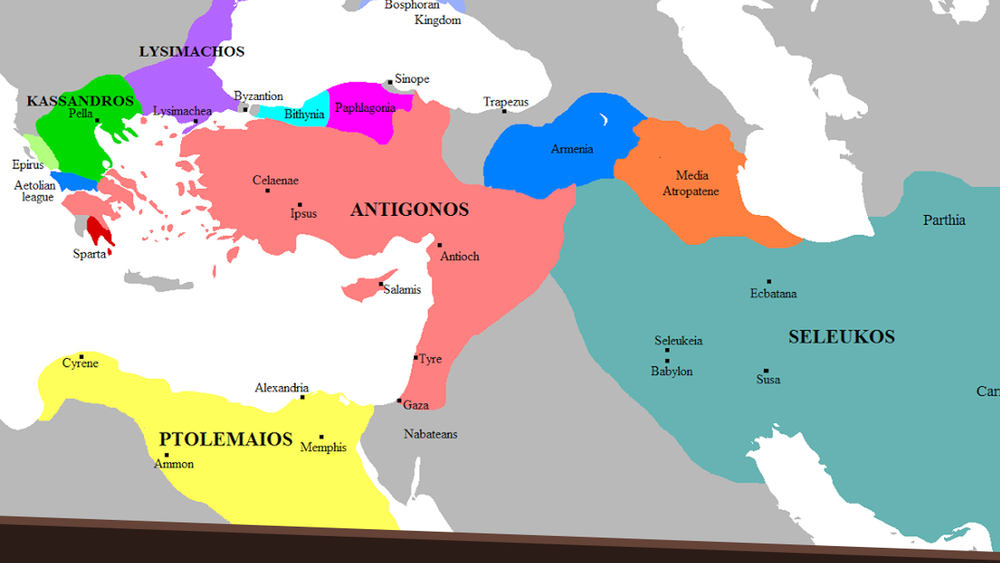 Bosphoran
Kingdom
LYSIMACHOS
KASSANDROS
Pella
Lysimachea
Byzantion
Sinope
Bithynia
Paphlagonia
Trapezus
Armenia
Media
Atropatene
Parthia
Epirus
Aetolian
league
Sparta
Celaenae
Ipsus
ANTIGONOS
Antioch
Salamis
Ecbatana
SELEUKOS
Seleukeia
Babylon
Susa
Tyre
Gaza
Nabateans
Cyrene
Alexandria
PTOLEMAIOS
Memphis
Ammon